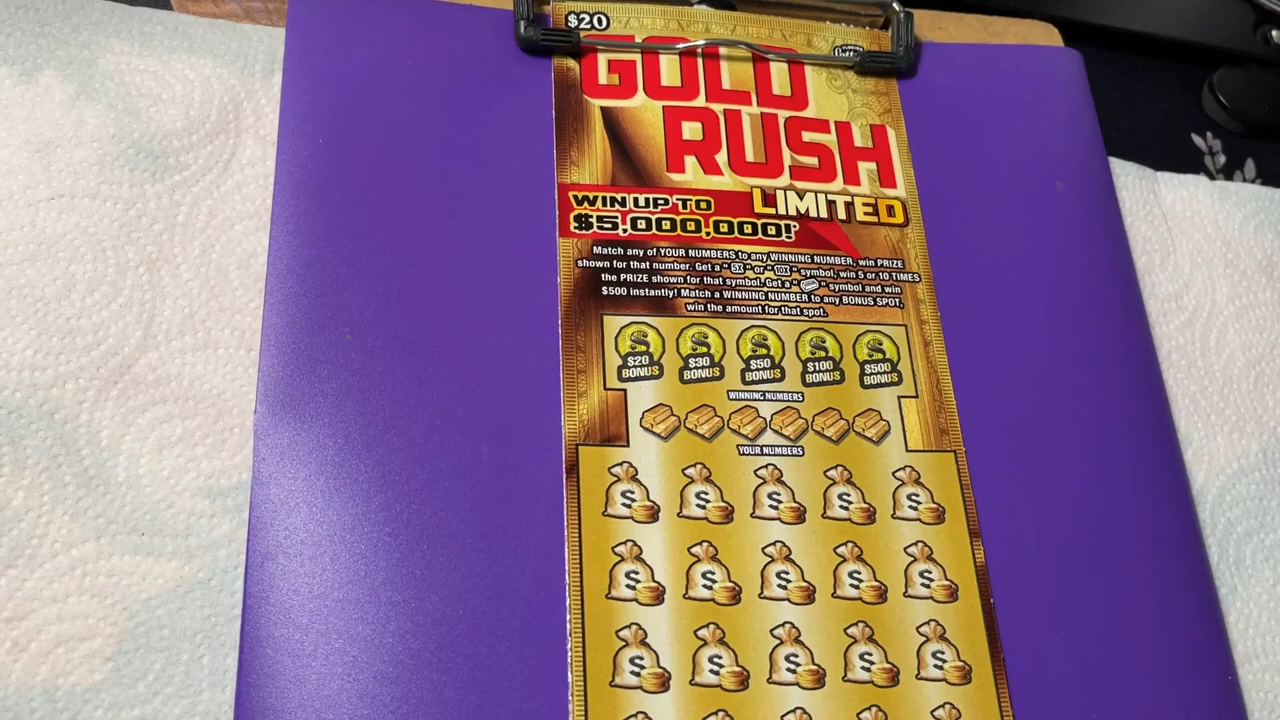 $20
FLORIDA
GOLD
RUSH
LIMITED
WIN UP TO
$5,000,000!*
Match any of YOUR NUMBERS to any WINNING NUMBER, win PRIZE
shown for that number. Get a "5X" or "10X" symbol, win 5 or 10 TIMES
the PRIZE shown for that symbol. Get a " " symbol and win
$500 instantly! Match a WINNING NUMBER to any BONUS SPOT,
win the amount for that spot.
$20 BONUS
$30 BONUS
$50 BONUS
$100 BONUS
$500 BONUS
WINNING NUMBERS
YOUR NUMBERS
$ $ $ $ $
$ $ $ $ $
$ $ $ $ $